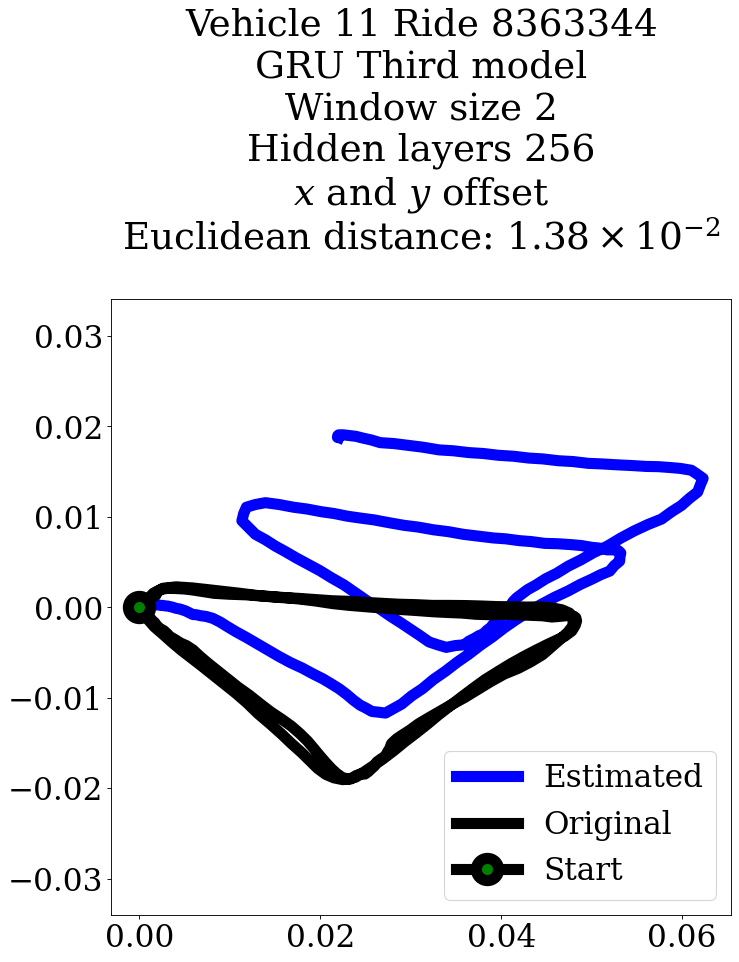 Vehicle 11 Ride 8363344
GRU Third model
Window size 2
Hidden layers 256
x and y offset
Euclidean distance: 1.38 × 10⁻²
0.03
0.02
0.01
0.00
−0.01
−0.02
−0.03
Estimated
Original
Start
0.00 0.02 0.04 0.06